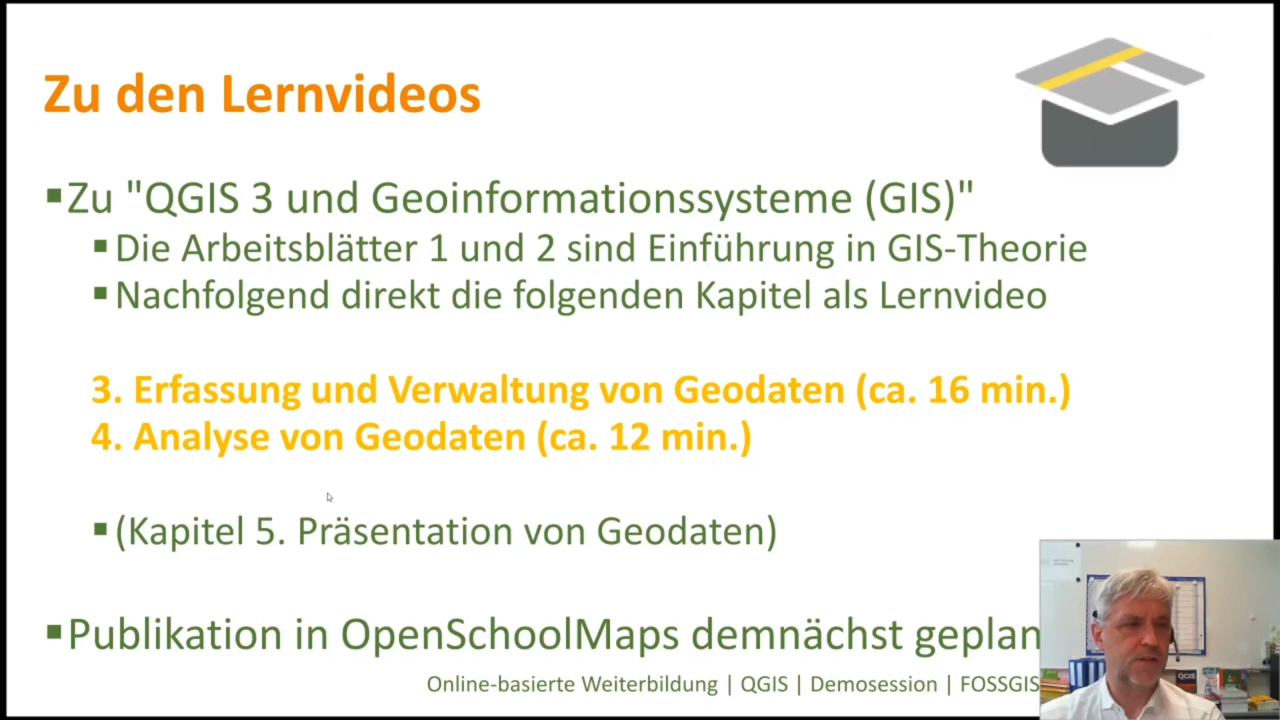 Zu den Lernvideos
▪Zu "QGIS 3 und Geoinformationssysteme (GIS)"
▪Die Arbeitsblätter 1 und 2 sind Einführung in GIS-Theorie
▪Nachfolgend direkt die folgenden Kapitel als Lernvideo
3. Erfassung und Verwaltung von Geodaten (ca. 16 min.)
4. Analyse von Geodaten (ca. 12 min.)
▪(Kapitel 5. Präsentation von Geodaten)
▪Publikation in OpenSchoolMaps demnächst geplan
Online-basierte Weiterbildung | QGIS | Demosession | FOSSGIS
QGIS